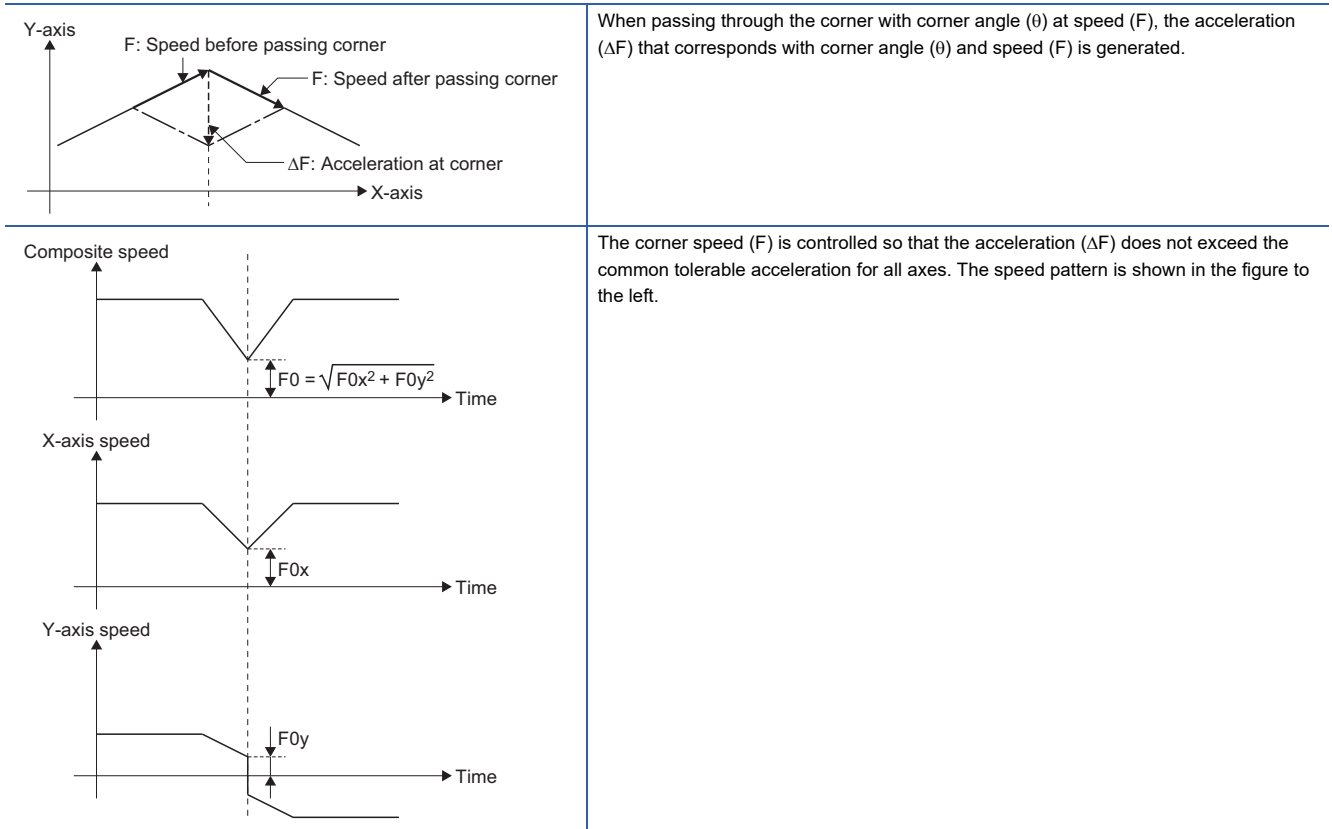 Y-axis
F: Speed before passing corner
F: Speed after passing corner
ΔF: Acceleration at corner
X-axis
When passing through the corner with corner angle (θ) at speed (F), the acceleration
(ΔF) that corresponds with corner angle (θ) and speed (F) is generated.
Composite speed
F0 = √F0x² + F0y²
Time
X-axis speed
F0x
Time
Y-axis speed
F0y
Time
The corner speed (F) is controlled so that the acceleration (ΔF) does not exceed the
common tolerable acceleration for all axes. The speed pattern is shown in the figure to
the left.